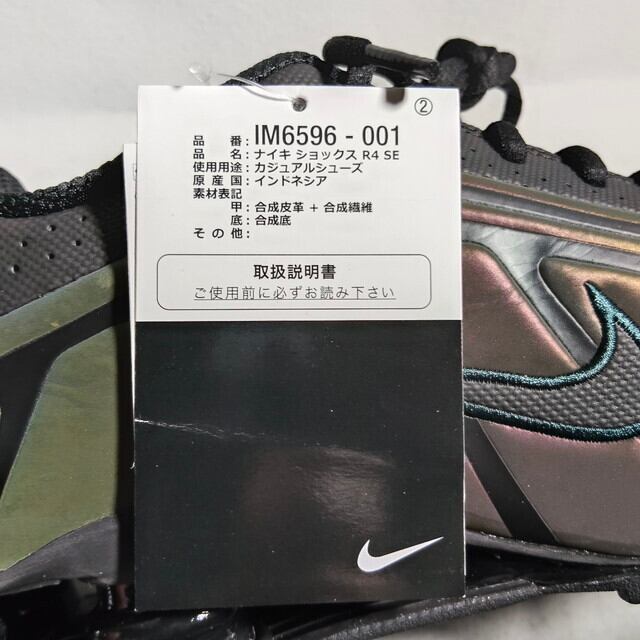 ②
品番: IM6596 - 001
品名: ナイキ ショックス R4 SE
使用用途: カジュアルシューズ
原産国: インドネシア
素材表記
甲: 合成皮革 + 合成繊維
底: 合成底
その他:
取扱説明書
ご使用前に必ずお読み下さい